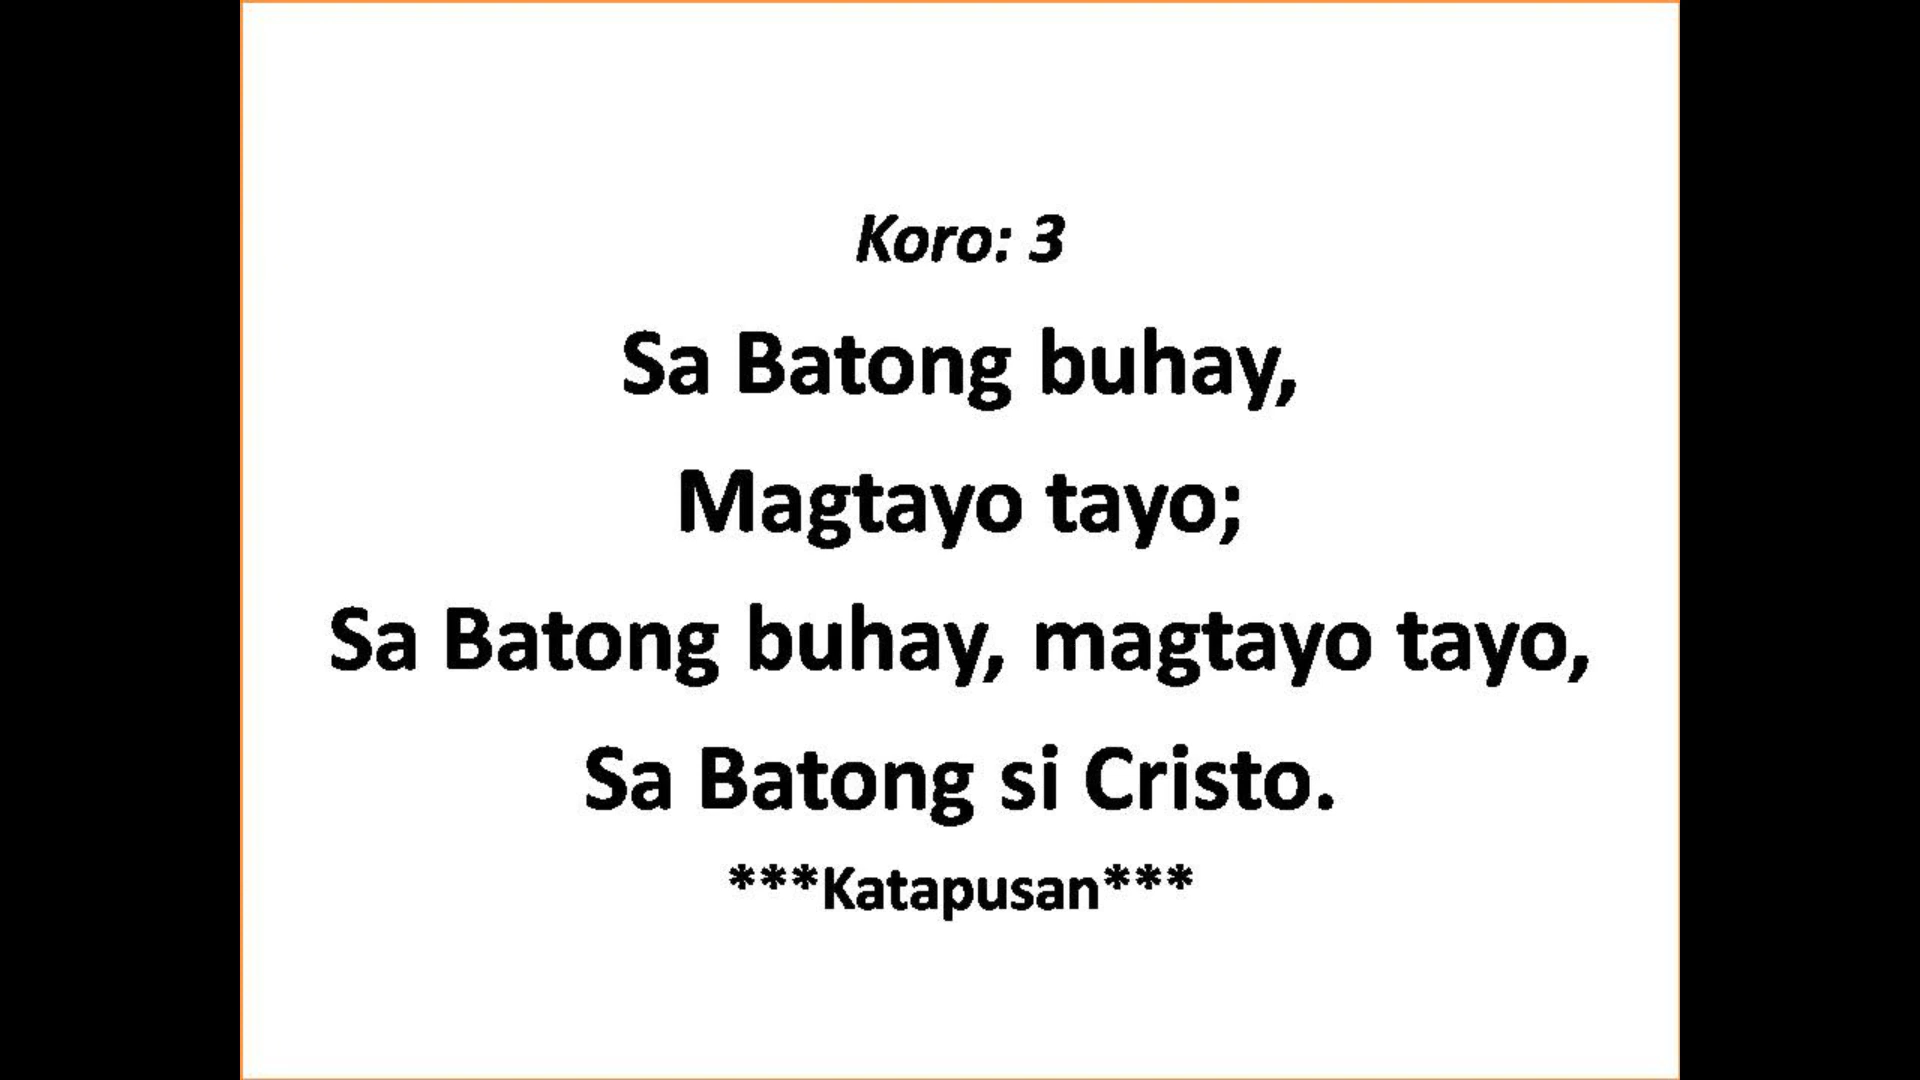 Koro: 3
Sa Batong buhay,
Magtayo tayo;
Sa Batong buhay, magtayo tayo,
Sa Batong si Cristo.
***Katapusan***